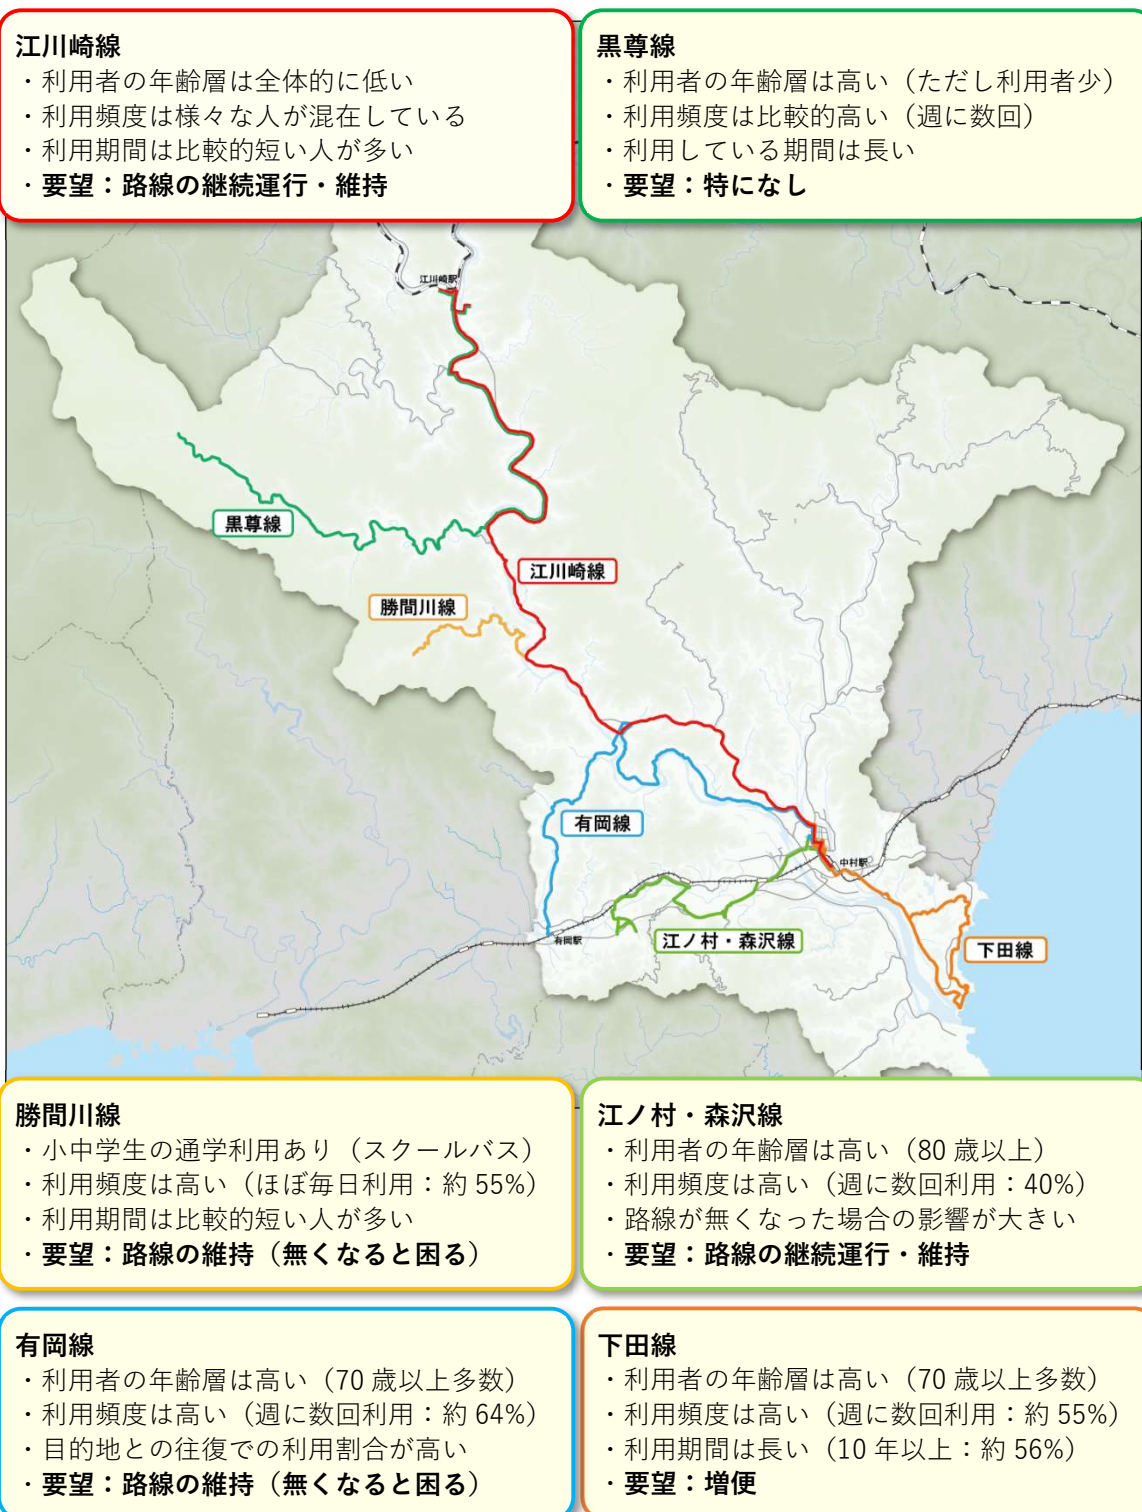 江川崎線
・利用者の年齢層は全体的に低い
・利用頻度は様々な人が混在している
・利用期間は比較的短い人が多い
・要望：路線の継続運行・維持
黒尊線
・利用者の年齢層は高い（ただし利用者少）
・利用頻度は比較的高い（週に数回）
・利用している期間は長い
・要望：特になし
江川崎駅
黒尊線
江川崎線
勝間川線
有岡線
中村駅
有岡駅
江ノ村・森沢線
下田線
勝間川線
・小中学生の通学利用あり（スクールバス）
・利用頻度は高い（ほぼ毎日利用：約 55%）
・利用期間は比較的短い人が多い
・要望：路線の維持（無くなると困る）
江ノ村・森沢線
・利用者の年齢層は高い（80 歳以上）
・利用頻度は高い（週に数回利用：40%）
・路線が無くなった場合の影響が大きい
・要望：路線の継続運行・維持
有岡線
・利用者の年齢層は高い（70 歳以上多数）
・利用頻度は高い（週に数回利用：約 64%）
・目的地との往復での利用割合が高い
・要望：路線の維持（無くなると困る）
下田線
・利用者の年齢層は高い（70 歳以上多数）
・利用頻度は高い（週に数回利用：約 55%）
・利用期間は長い（10 年以上：約 56%）
・要望：増便